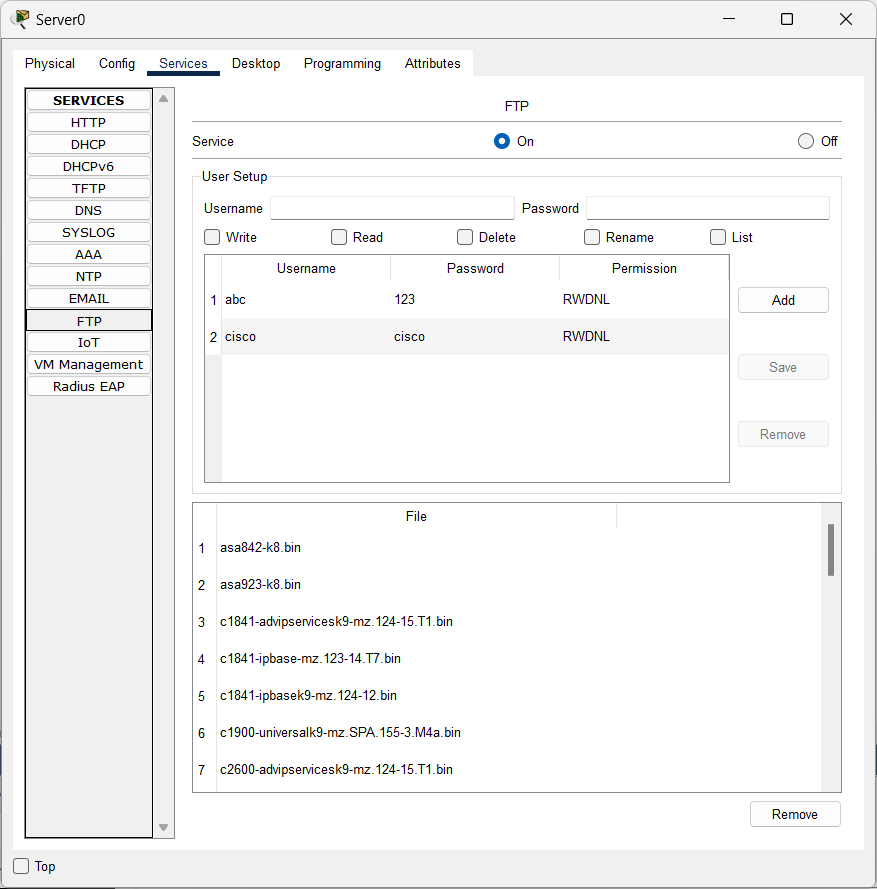 Server0
Physical Config Services Desktop Programming Attributes
SERVICES
HTTP
DHCP
DHCPv6
TFTP
DNS
SYSLOG
AAA
NTP
EMAIL
FTP
IoT
VM Management
Radius EAP
FTP
Service On Off
User Setup
Username Password
Write Read Delete Rename List
Username Password Permission
1 abc 123 RWDNL
2 cisco cisco RWDNL
Add
Save
Remove
File
1 asa842-k8.bin
2 asa923-k8.bin
3 c1841-advipservicesk9-mz.124-15.T1.bin
4 c1841-ipbase-mz.123-14.T7.bin
5 c1841-ipbasek9-mz.124-12.bin
6 c1900-universalk9-mz.SPA.155-3.M4a.bin
7 c2600-advipservicesk9-mz.124-15.T1.bin
Remove
Top